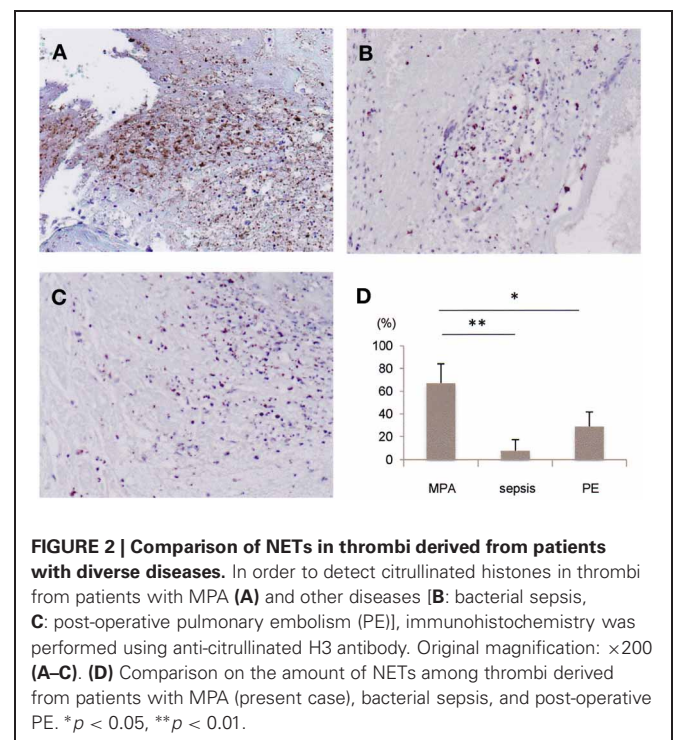 A
B
C
D
*
**
(%)
100
80
60
40
20
0
MPA sepsis PE
FIGURE 2 | Comparison of NETs in thrombi derived from patients
with diverse diseases. In order to detect citrullinated histones in thrombi
from patients with MPA (A) and other diseases [B: bacterial sepsis,
C: post-operative pulmonary embolism (PE)], immunohistochemistry was
performed using anti-citrullinated H3 antibody. Original magnification: ×200
(A–C). (D) Comparison on the amount of NETs among thrombi derived
from patients with MPA (present case), bacterial sepsis, and post-operative
PE. *p < 0.05, **p < 0.01.